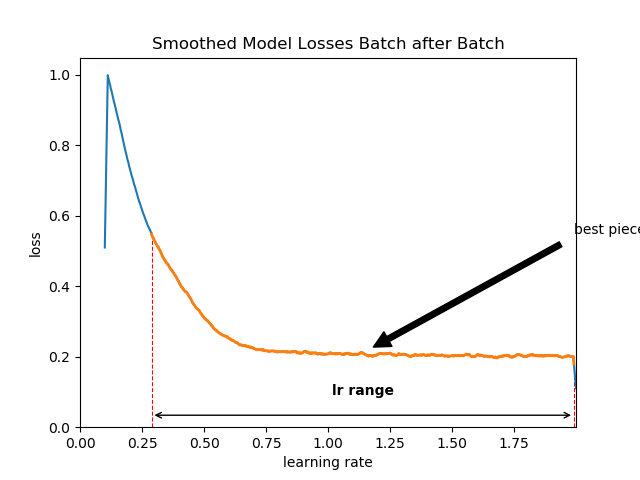 Smoothed Model Losses Batch after Batch
1.0
0.8
0.6
0.4
0.2
0.0
loss
best piece
lr range
0.00 0.25 0.50 0.75 1.00 1.25 1.50 1.75
learning rate